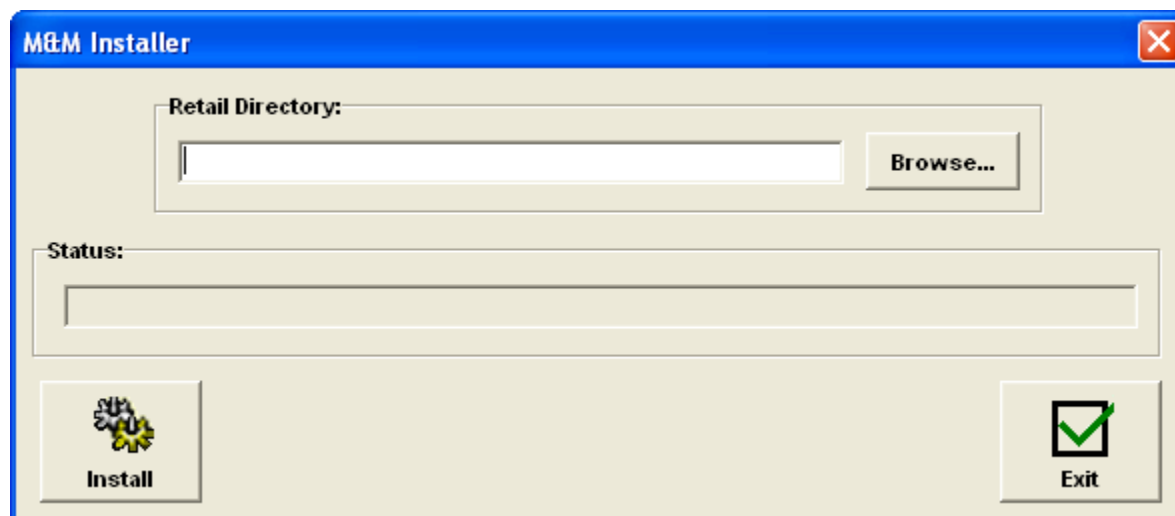 M&M Installer
Retail Directory:
Browse...
Status:
Install
Exit